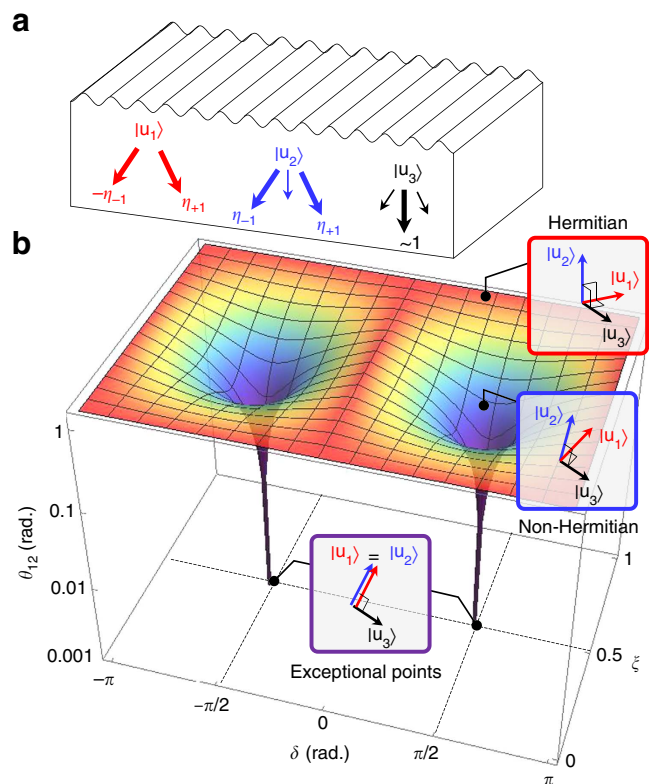 a
|u₁⟩
|u₂⟩
|u₃⟩
−η₋₁
η₊₁
η₋₁
η₊₁
~1
b
Hermitian
|u₂⟩
|u₁⟩
|u₃⟩
|u₂⟩
|u₁⟩
|u₃⟩
Non-Hermitian
|u₁⟩ = |u₂⟩
|u₃⟩
Exceptional points
θ₁₂ (rad.)
1
0.1
0.01
0.001
−π
−π/2
0
π/2
π
δ (rad.)
0
0.5
1
ξ